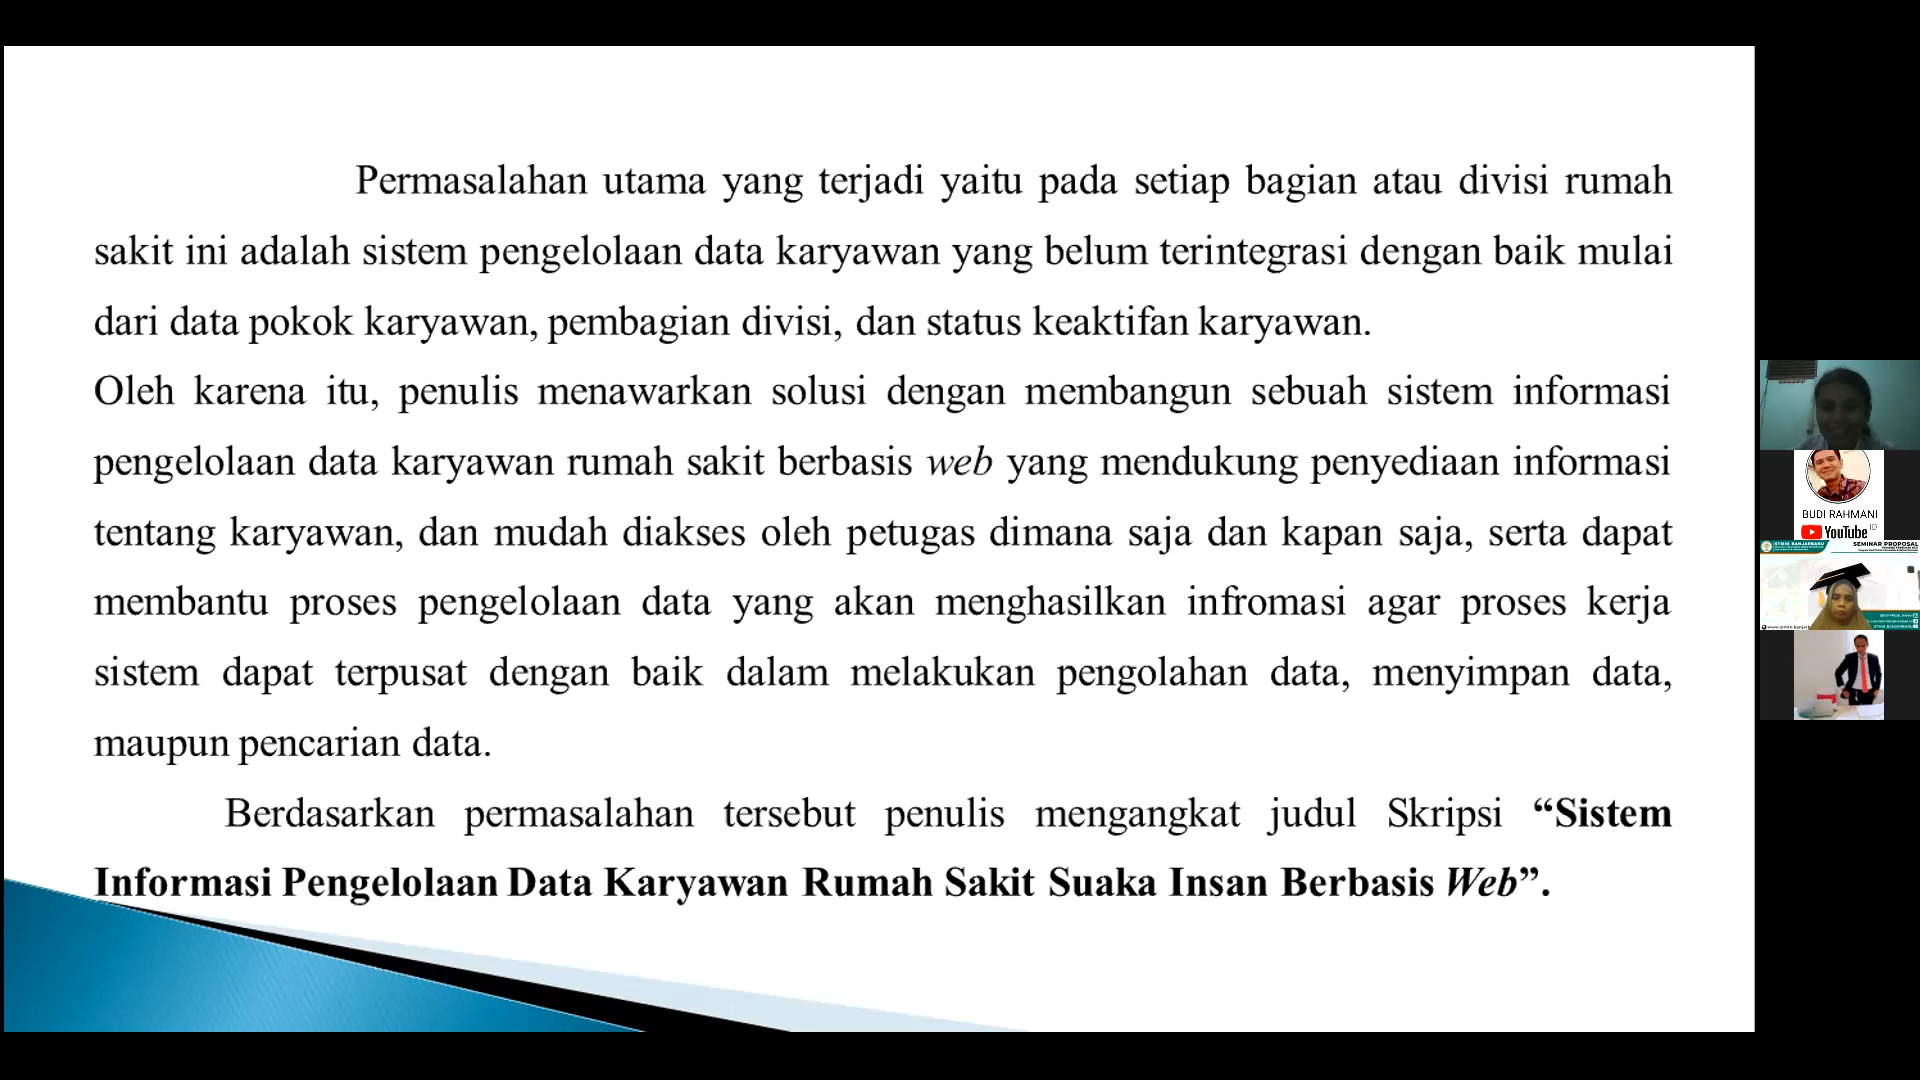 Permasalahan utama yang terjadi yaitu pada setiap bagian atau divisi rumah
sakit ini adalah sistem pengelolaan data karyawan yang belum terintegrasi dengan baik mulai
dari data pokok karyawan, pembagian divisi, dan status keaktifan karyawan.
Oleh karena itu, penulis menawarkan solusi dengan membangun sebuah sistem informasi
pengelolaan data karyawan rumah sakit berbasis web yang mendukung penyediaan informasi
tentang karyawan, dan mudah diakses oleh petugas dimana saja dan kapan saja, serta dapat
membantu proses pengelolaan data yang akan menghasilkan infromasi agar proses kerja
sistem dapat terpusat dengan baik dalam melakukan pengolahan data, menyimpan data,
maupun pencarian data.
Berdasarkan permasalahan tersebut penulis mengangkat judul Skripsi “Sistem
Informasi Pengelolaan Data Karyawan Rumah Sakit Suaka Insan Berbasis Web”.
BUDI RAHMANI
YouTube ID
STMIK BANJARBARU
SEMINAR PROPOSAL